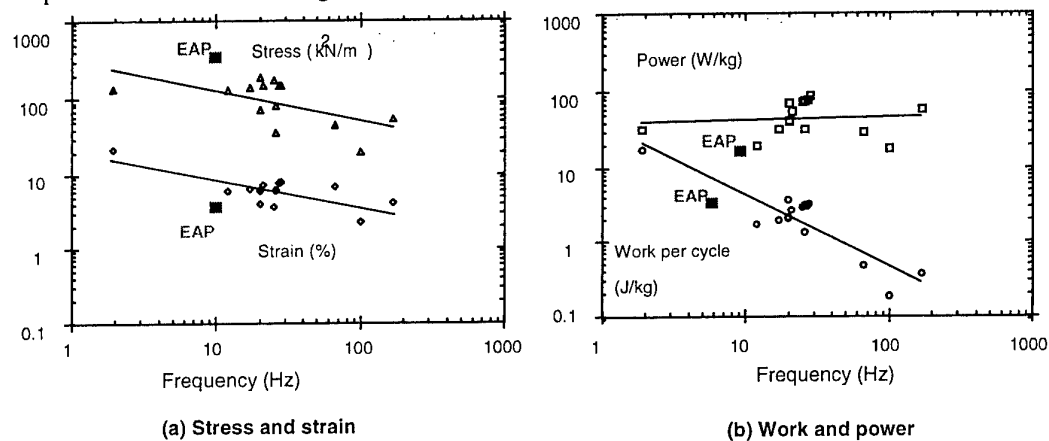 1000
100
10
1
0.1
EAP
Stress (kN/m2)
EAP
Strain (%)
1
10
100
1000
Frequency (Hz)
(a) Stress and strain
1000
100
10
1
0.1
Power (W/kg)
EAP
EAP
Work per cycle
(J/kg)
1
10
100
1000
Frequency (Hz)
(b) Work and power